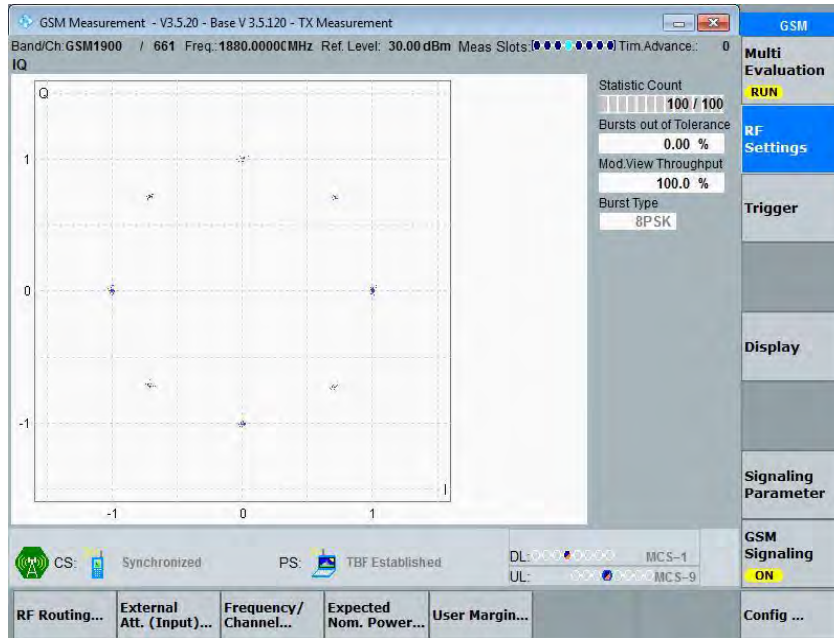 GSM Measurement - V3.5.20 - Base V 3.5.120 - TX Measurement
GSM
Band/Ch: GSM1900 / 661 Freq.: 1880.0000 MHz Ref. Level: 30.00 dBm Meas Slots: Tim.Advance.: 0
IQ
Multi Evaluation
RUN
Q
Statistic Count
100 / 100
Bursts out of Tolerance
0.00 %
Mod.View Throughput
100.0 %
Burst Type
8PSK
RF Settings
Trigger
1
0
-1
Display
I
-1 0 1
Signaling Parameter
CS: Synchronized PS: TBF Established DL: MCS-1
UL: MCS-9
GSM Signaling
ON
RF Routing... External Att. (Input)... Frequency/ Channel... Expected Nom. Power... User Margin... Config ...